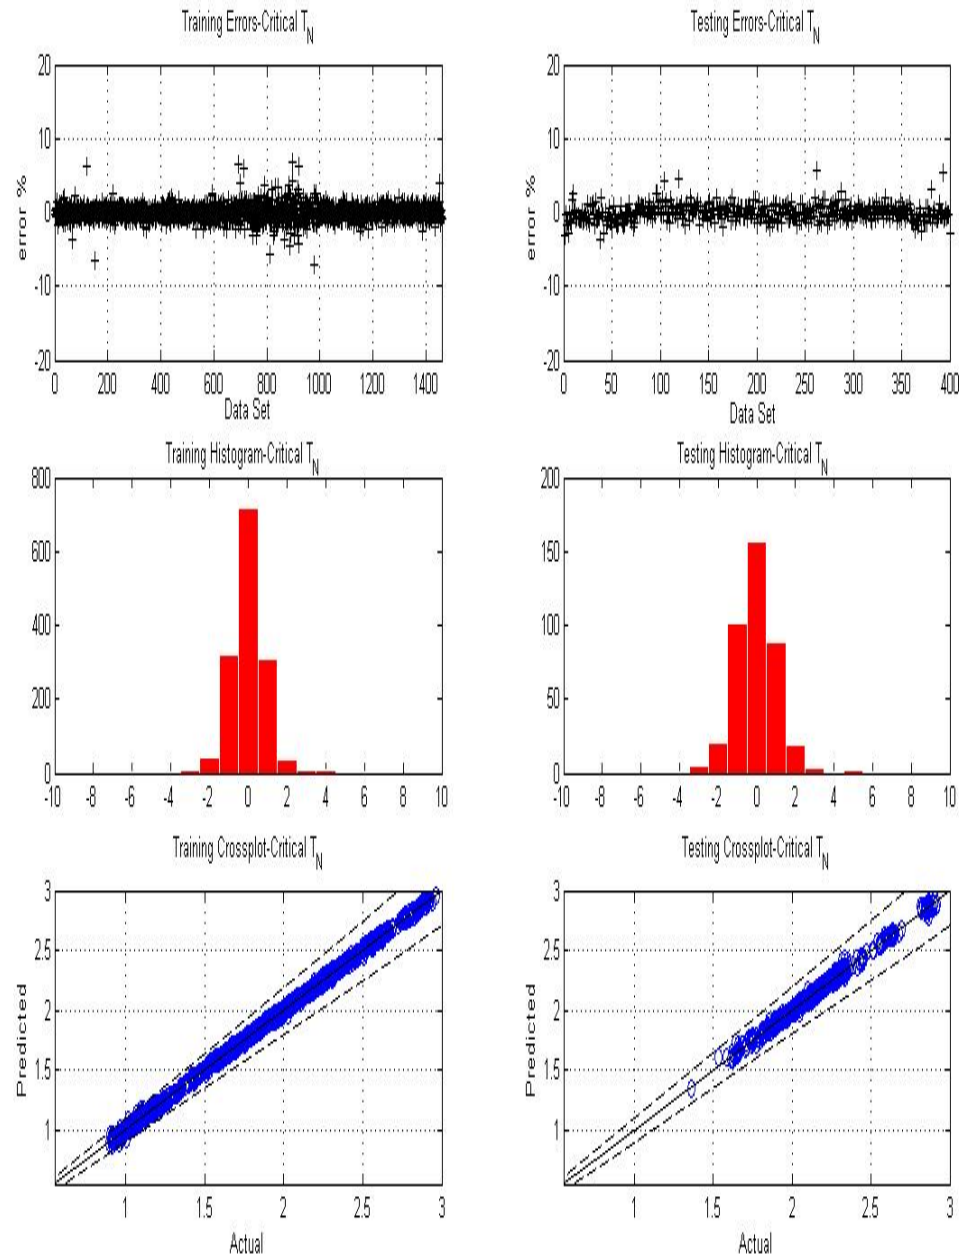 Training Errors-Critical T_N
Testing Errors-Critical T_N
20
10
0
-10
-20
error %
0 200 400 600 800 1000 1200 1400
Data Set
20
10
0
-10
-20
error %
0 50 100 150 200 250 300 350 400
Data Set
Training Histogram-Critical T_N
Testing Histogram-Critical T_N
800
600
400
200
0
-10 -8 -6 -4 -2 0 2 4 6 8 10
200
150
100
50
0
-10 -8 -6 -4 -2 0 2 4 6 8 10
Training Crossplot-Critical T_N
Testing Crossplot-Critical T_N
3
2.5
2
1.5
1
Predicted
1 1.5 2 2.5 3
Actual
3
2.5
2
1.5
1
Predicted
1 1.5 2 2.5 3
Actual